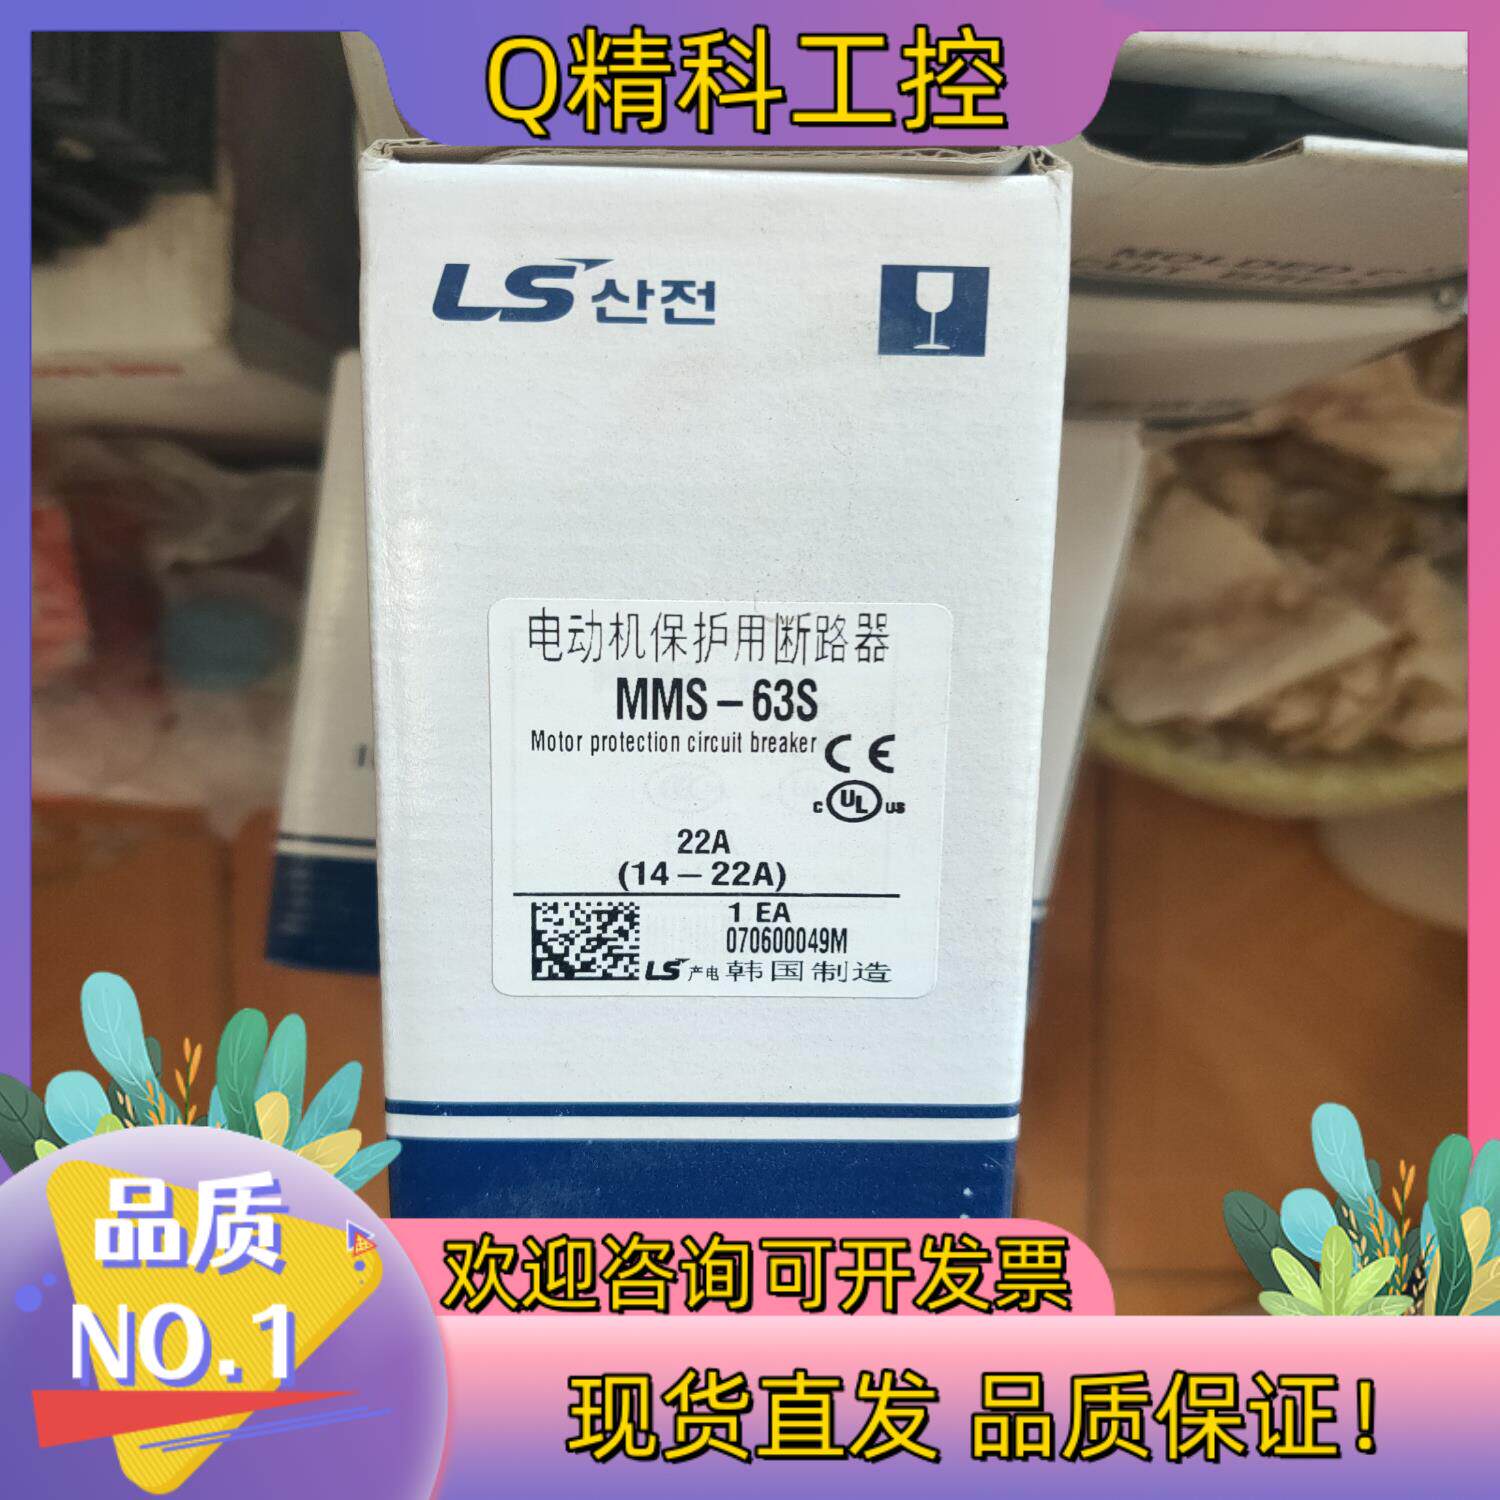 Q精科工控
LS산전
MOLDED C
CUIT BREA
电动机保护用断路器
MMS-63S
Motor protection circuit breaker CE
c UL us
22A
(14-22A)
1 EA
070600049M
LS产电 韩国制造
品质
NO.1
欢迎咨询可开发票
现货直发 品质保证!